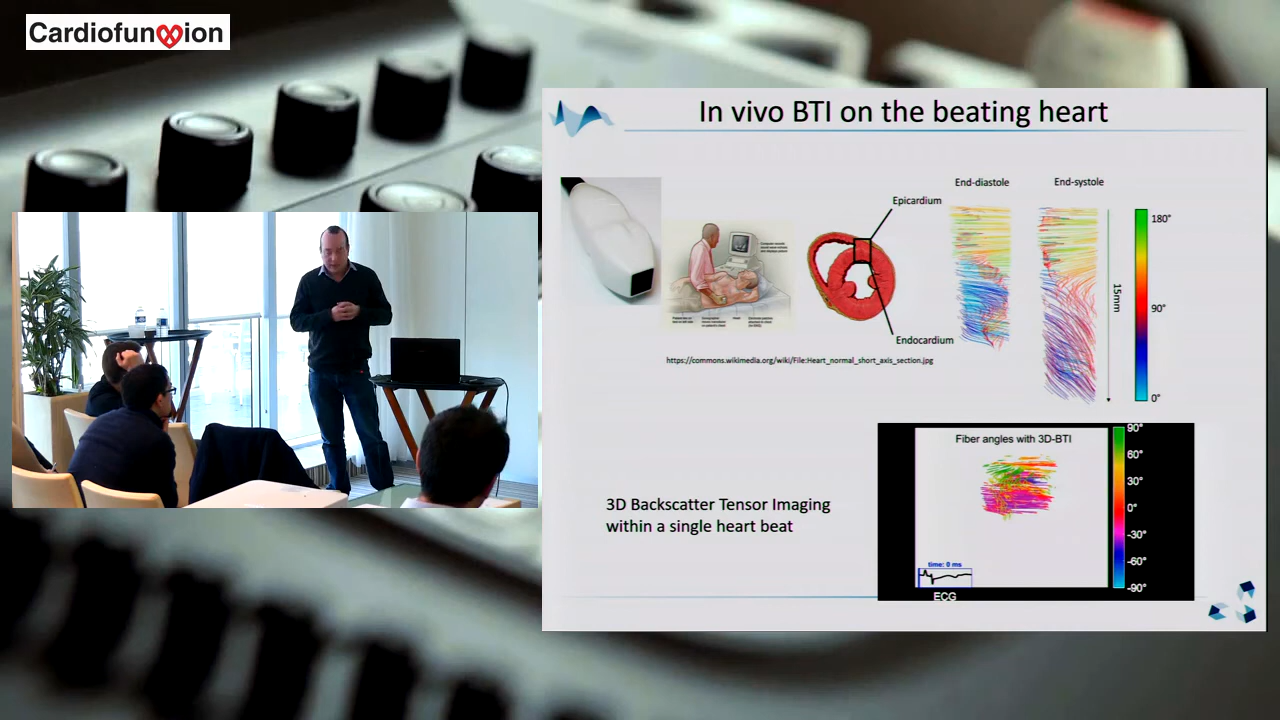 CardiofunXion
In vivo BTI on the beating heart
End-diastole
End-systole
Epicardium
180°
15mm
90°
Endocardium
0°
https://commons.wikimedia.org/wiki/File:Heart_normal_short_axis_section.jpg
Fiber angles with 3D-BTI
90°
60°
30°
0°
-30°
-60°
-90°
3D Backscatter Tensor Imaging
within a single heart beat
time: 0 ms
ECG